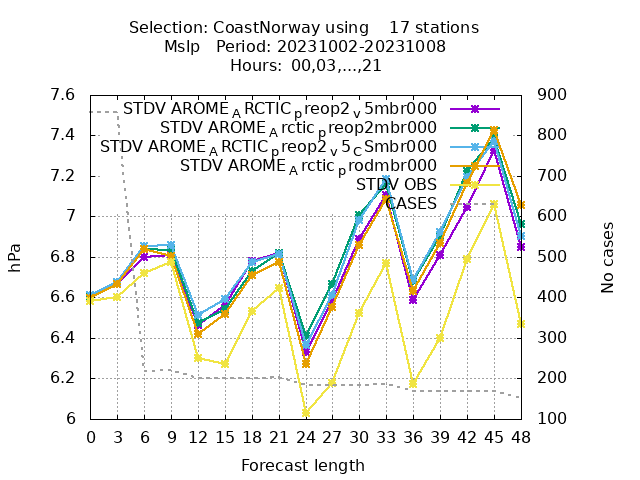 Selection: CoastNorway using    17 stations
Mslp   Period: 20231002-20231008
Hours:  00,03,...,21
7.6
7.4
7.2
7
6.8
6.6
6.4
6.2
6
hPa
STDV AROME_ARCTIC_preop2_v5mbr000
STDV AROME_Arctic_preop2mbr000
STDV AROME_ARCTIC_preop2_v5_CSmbr000
STDV AROME_Arctic_prodmbr000
STDV OBS
CASES
900
800
700
600
500
400
300
200
100
No cases
0 3 6 9 12 15 18 21 24 27 30 33 36 39 42 45 48
Forecast length